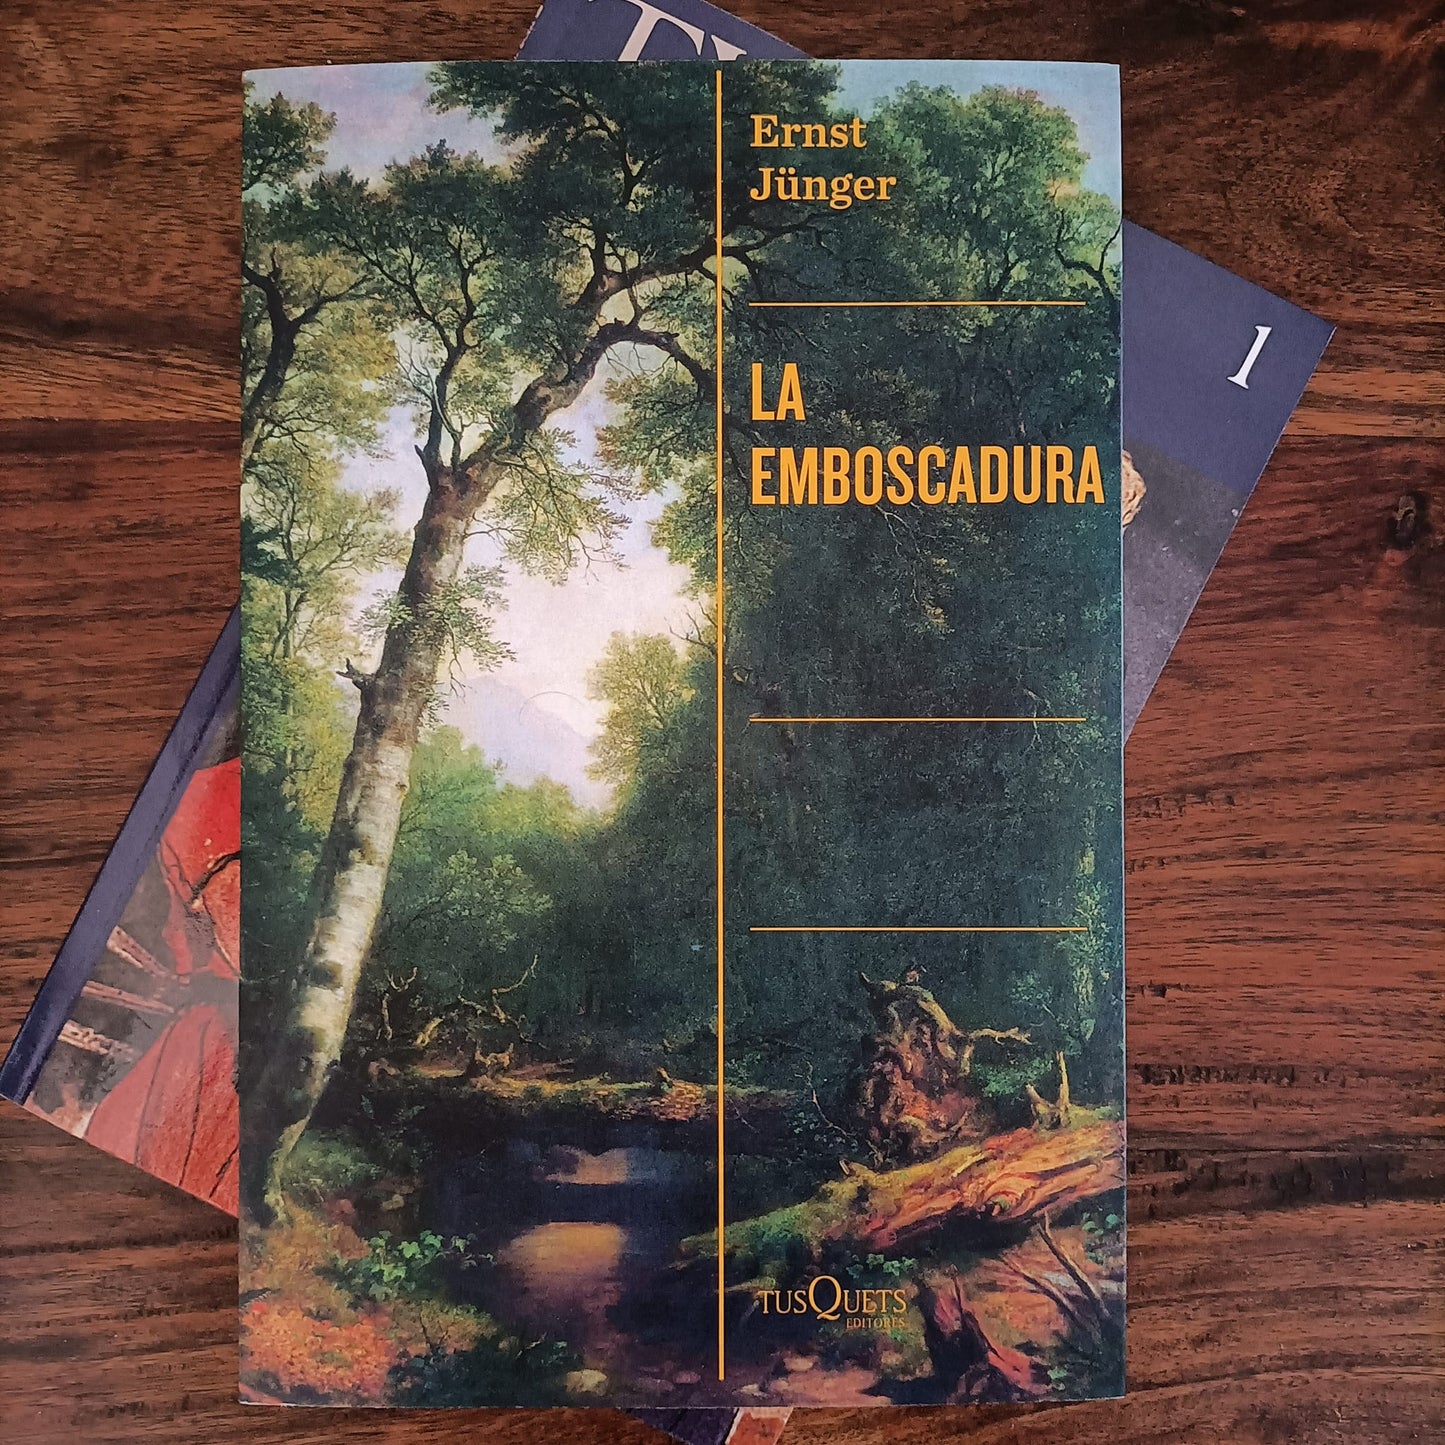 Ernst
Jünger
LA
EMBOSCADURA
1
TUSQUETS
EDITORES